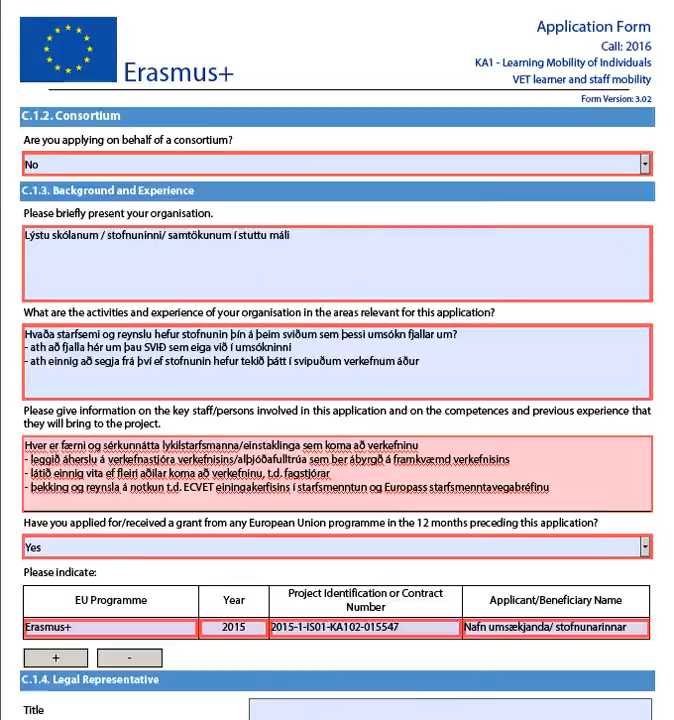 Application Form
Call: 2016
KA1 - Learning Mobility of Individuals
VET learner and staff mobility
Erasmus+
Form Version: 3.02
C.1.2. Consortium
Are you applying on behalf of a consortium?
No
C.1.3. Background and Experience
Please briefly present your organisation.
Lýstu skólanum / stofnuninni/ samtökunum í stuttu máli
What are the activities and experience of your organisation in the areas relevant for this application?
Hvaða starfsemi og reynslu hefur stofnunin þín á þeim sviðum sem þessi umsókn fjallar um?
- ath að fjalla hér um þau SVIÐ sem eiga við í umsókninni
- ath einnig að segja frá því ef stofnunin hefur tekið þátt í svipuðum verkefnum áður
Please give information on the key staff/persons involved in this application and on the competences and previous experience that
they will bring to the project.
Hver er færni og sérkunnátta lykilstarfsmanna/einstaklinga sem koma að verkefninu
- leggið áherslu á verkefnastjóra verkefnisins/alþjóðafulltrúa sem ber ábyrgð á framkvæmd verkefnisins
- látið einnig vita ef fleiri aðilar koma að verkefninu, t.d. fagstjórar
- þekking og reynsla á notkun t.d. ECVET einingakerfisins í starfsmenntun og Europass starfsmenntavegabréfinu
Have you applied for/received a grant from any European Union programme in the 12 months preceding this application?
Yes
Please indicate:
EU Programme Year Project Identification or Contract Number Applicant/Beneficiary Name
Erasmus+ 2015 2015-1-IS01-KA102-015547 Nafn umsækjanda/ stofnunarinnar
+ -
C.1.4. Legal Representative
Title